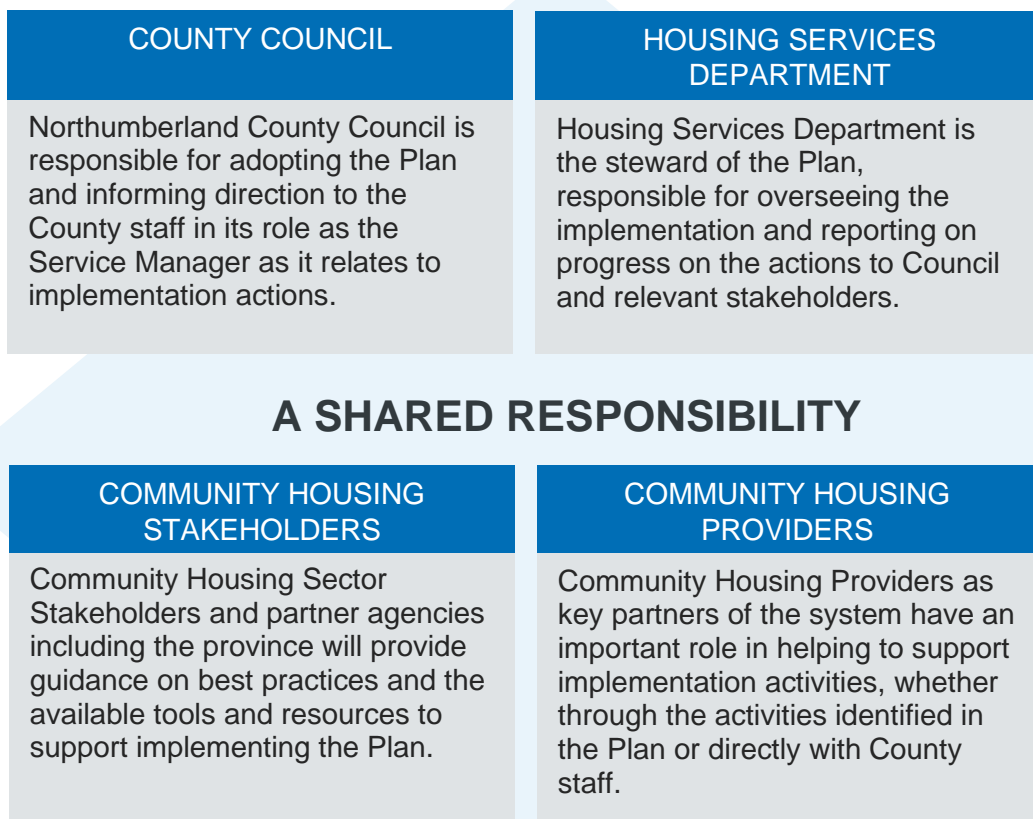 COUNTY COUNCIL
Northumberland County Council is
responsible for adopting the Plan
and informing direction to the
County staff in its role as the
Service Manager as it relates to
implementation actions.
HOUSING SERVICES
DEPARTMENT
Housing Services Department is
the steward of the Plan,
responsible for overseeing the
implementation and reporting on
progress on the actions to Council
and relevant stakeholders.
A SHARED RESPONSIBILITY
COMMUNITY HOUSING
STAKEHOLDERS
Community Housing Sector
Stakeholders and partner agencies
including the province will provide
guidance on best practices and the
available tools and resources to
support implementing the Plan.
COMMUNITY HOUSING
PROVIDERS
Community Housing Providers as
key partners of the system have an
important role in helping to support
implementation activities, whether
through the activities identified in
the Plan or directly with County
staff.